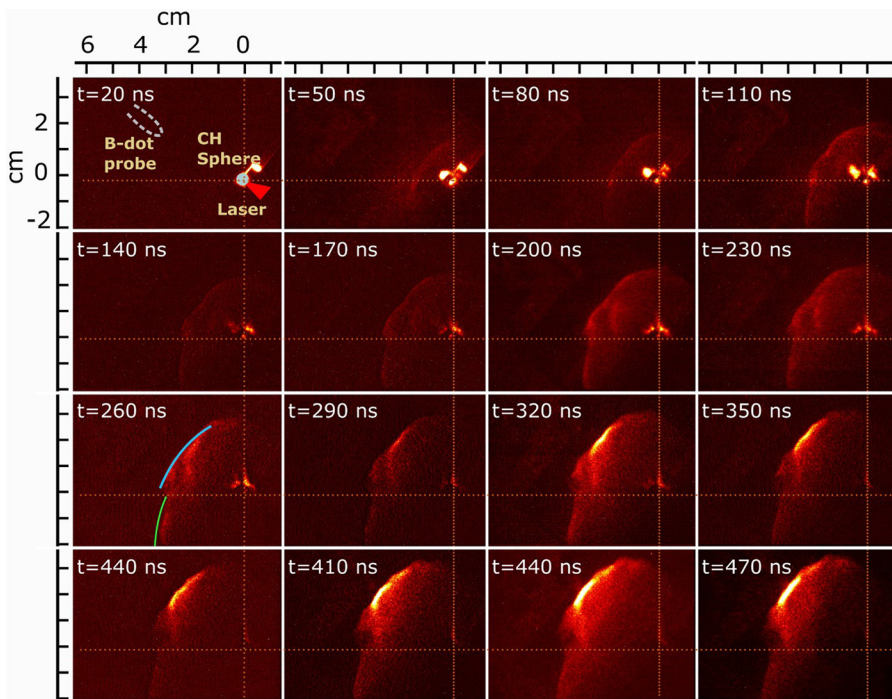 cm
6 4 2 0
cm
2
0
-2
t=20 ns
B-dot
probe
CH
Sphere
Laser
t=50 ns
t=80 ns
t=110 ns
t=140 ns
t=170 ns
t=200 ns
t=230 ns
t=260 ns
t=290 ns
t=320 ns
t=350 ns
t=440 ns
t=410 ns
t=440 ns
t=470 ns